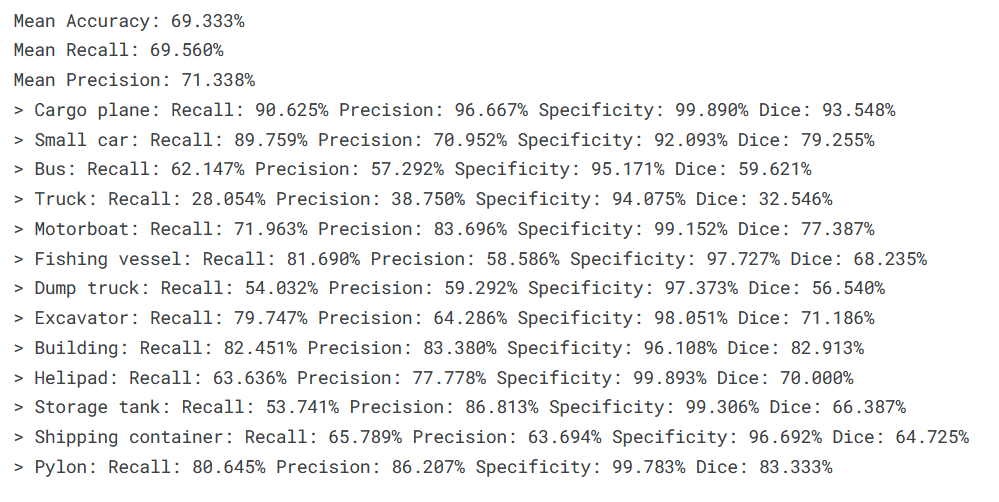 Mean Accuracy: 69.333%
Mean Recall: 69.560%
Mean Precision: 71.338%
> Cargo plane: Recall: 90.625% Precision: 96.667% Specificity: 99.890% Dice: 93.548%
> Small car: Recall: 89.759% Precision: 70.952% Specificity: 92.093% Dice: 79.255%
> Bus: Recall: 62.147% Precision: 57.292% Specificity: 95.171% Dice: 59.621%
> Truck: Recall: 28.054% Precision: 38.750% Specificity: 94.075% Dice: 32.546%
> Motorboat: Recall: 71.963% Precision: 83.696% Specificity: 99.152% Dice: 77.387%
> Fishing vessel: Recall: 81.690% Precision: 58.586% Specificity: 97.727% Dice: 68.235%
> Dump truck: Recall: 54.032% Precision: 59.292% Specificity: 97.373% Dice: 56.540%
> Excavator: Recall: 79.747% Precision: 64.286% Specificity: 98.051% Dice: 71.186%
> Building: Recall: 82.451% Precision: 83.380% Specificity: 96.108% Dice: 82.913%
> Helipad: Recall: 63.636% Precision: 77.778% Specificity: 99.893% Dice: 70.000%
> Storage tank: Recall: 53.741% Precision: 86.813% Specificity: 99.306% Dice: 66.387%
> Shipping container: Recall: 65.789% Precision: 63.694% Specificity: 96.692% Dice: 64.725%
> Pylon: Recall: 80.645% Precision: 86.207% Specificity: 99.783% Dice: 83.333%